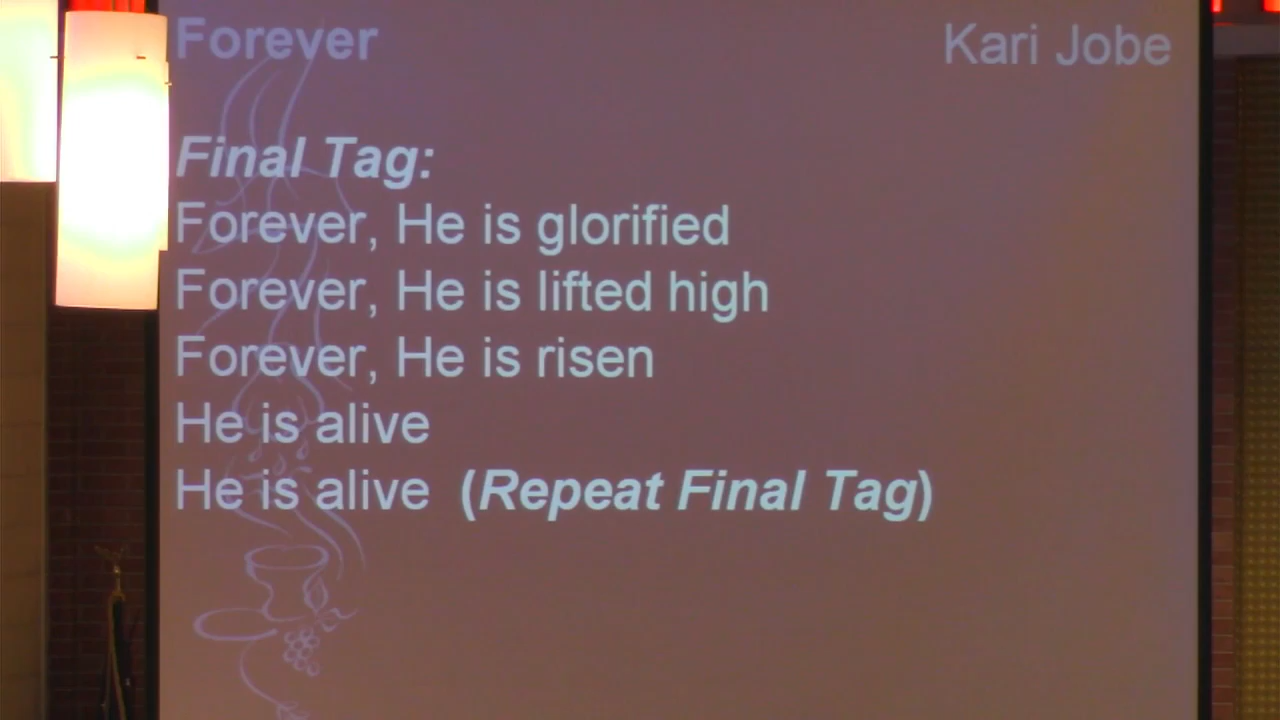 Forever Kari Jobe
Final Tag:
Forever, He is glorified
Forever, He is lifted high
Forever, He is risen
He is alive
He is alive (Repeat Final Tag)